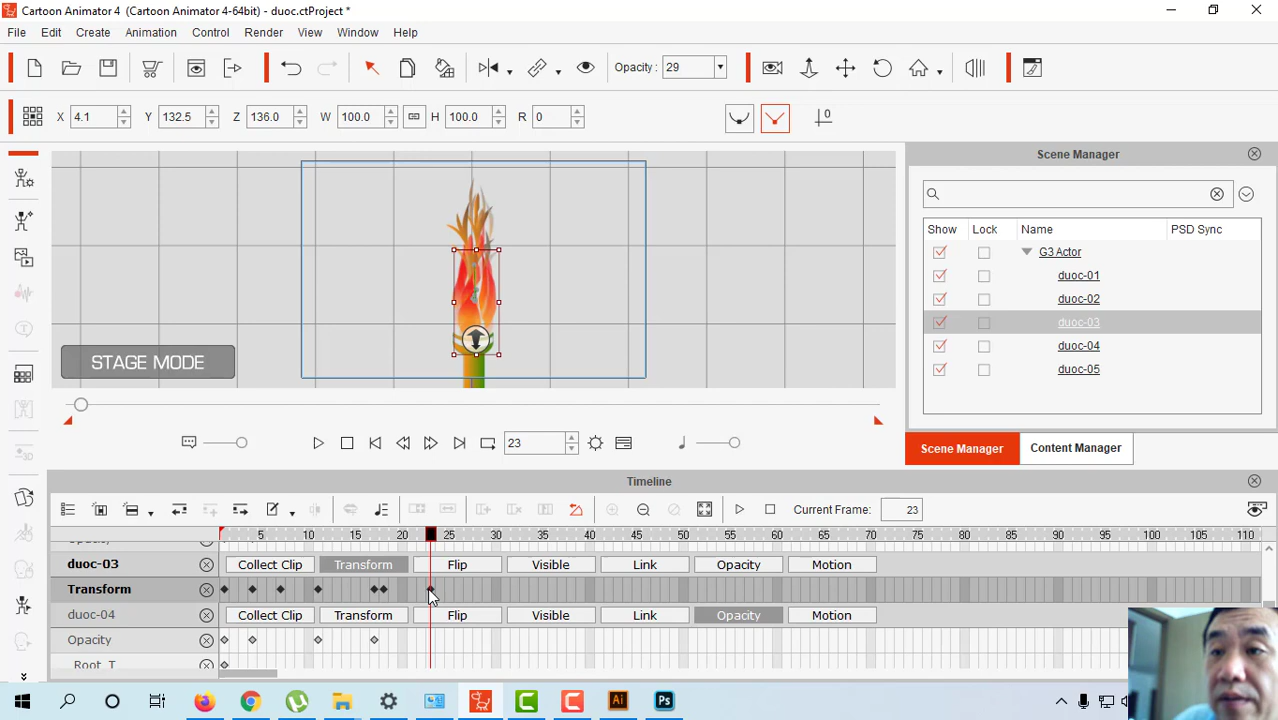 Cartoon Animator 4 (Cartoon Animator 4-64bit) - duoc.ctProject *
File Edit Create Animation Control Render View Window Help
Opacity : 29
X 4.1 Y 132.5 Z 136.0 W 100.0 H 100.0 R 0
Scene Manager
Show Lock Name PSD Sync
G3 Actor
duoc-01
duoc-02
duoc-03
duoc-04
duoc-05
STAGE MODE
23
Scene Manager Content Manager
Timeline
Current Frame: 23
5 10 15 20 25 30 35 40 45 50 55 60 65 70 75 80 85 90 95 100 105 110
Opacity
duoc-03 Collect Clip Transform Flip Visible Link Opacity Motion
Transform
duoc-04 Collect Clip Transform Flip Visible Link Opacity Motion
Opacity
Root_T
Ai Ps